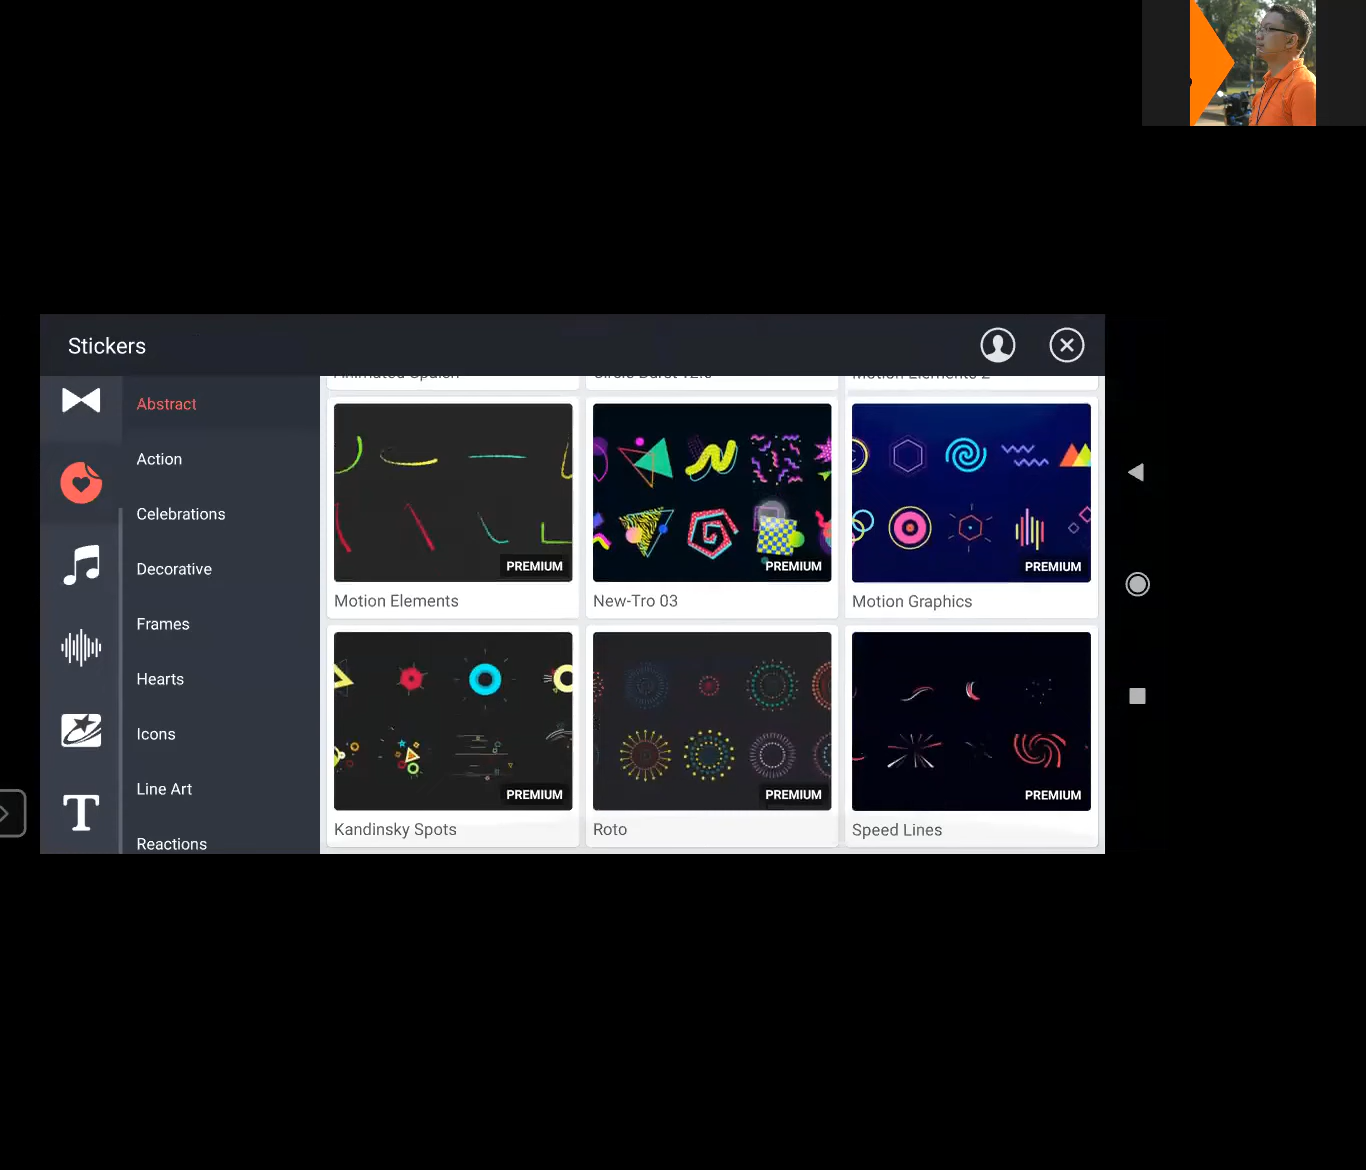 Stickers
Abstract
Action
Celebrations
Decorative
Frames
Hearts
Icons
Line Art
Reactions
PREMIUM
Motion Elements
PREMIUM
New-Tro 03
PREMIUM
Motion Graphics
PREMIUM
Kandinsky Spots
PREMIUM
Roto
PREMIUM
Speed Lines